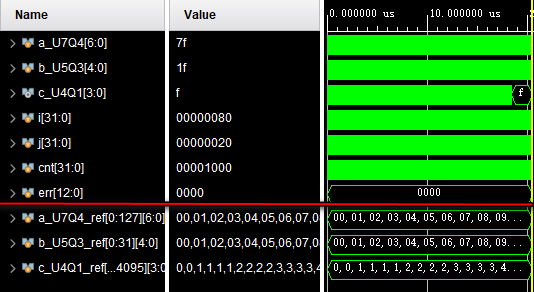 Name Value 0.000000 us 10.000000 us
a_U7Q4[6:0] 7f
b_U5Q3[4:0] 1f
c_U4Q1[3:0] f f
i[31:0] 00000080
j[31:0] 00000020
cnt[31:0] 00001000
err[12:0] 0000 0000
a_U7Q4_ref[0:127][6:0] 00,01,02,03,04,05,06,07,0 00, 01, 02, 03, 04, 05, 06, 07, 08, 09...
b_U5Q3_ref[0:31][4:0] 00,01,02,03,04,05,06,07,0 00, 01, 02, 03, 04, 05, 06, 07, 08, 09...
c_U4Q1_ref[...4095][3:0 0,0,1,1,1,1,2,2,2,2,3,3,3,3,4 0, 0, 1, 1, 1, 1, 2, 2, 2, 2, 3, 3, 3, 3, 4...